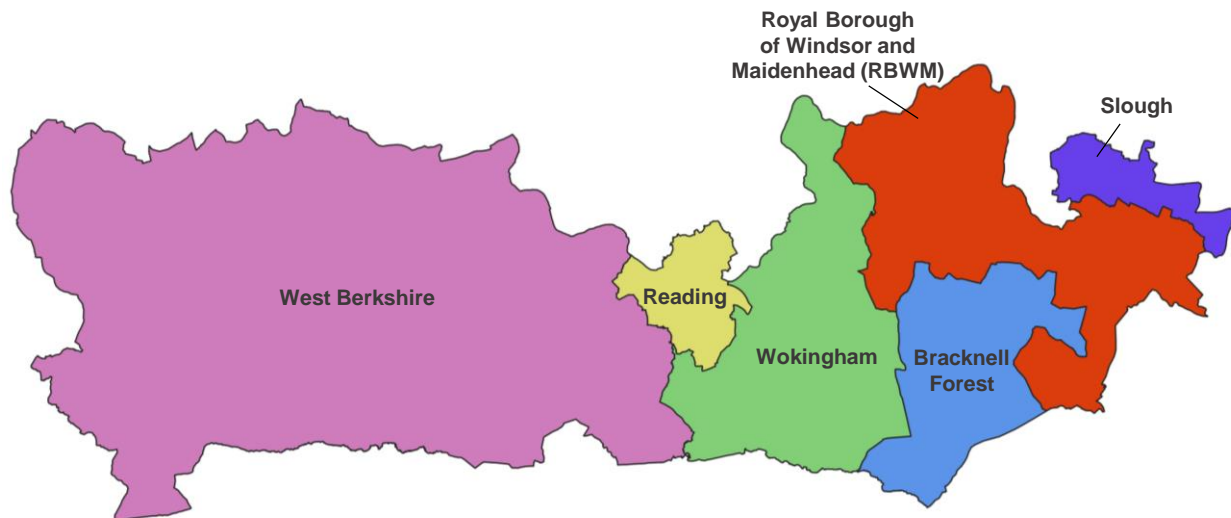 Royal Borough
of Windsor and
Maidenhead (RBWM)
Slough
West Berkshire
Reading
Wokingham
Bracknell
Forest